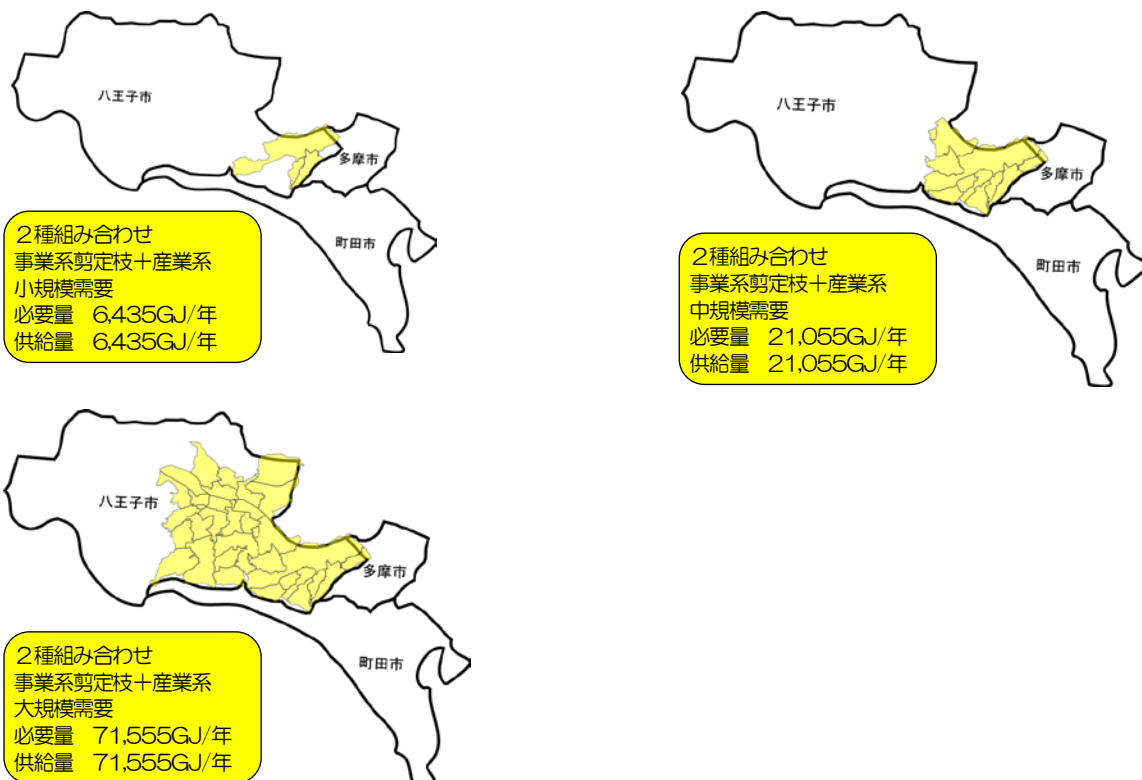 八王子市
多摩市
町田市
2種組み合わせ
事業系剪定枝+産業系
小規模需要
必要量 6,435GJ/年
供給量 6,435GJ/年
八王子市
多摩市
町田市
2種組み合わせ
事業系剪定枝+産業系
中規模需要
必要量 21,055GJ/年
供給量 21,055GJ/年
八王子市
多摩市
町田市
2種組み合わせ
事業系剪定枝+産業系
大規模需要
必要量 71,555GJ/年
供給量 71,555GJ/年